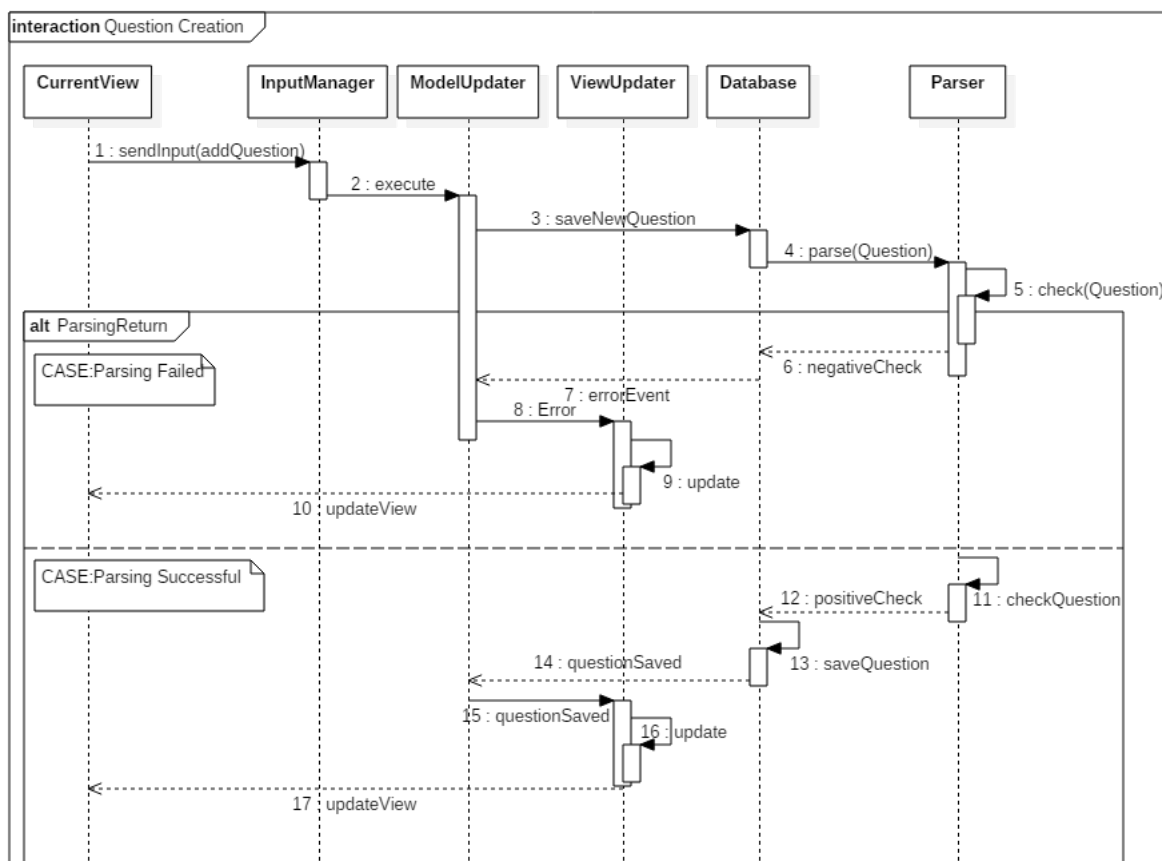 interaction Question Creation
CurrentView
InputManager
ModelUpdater
ViewUpdater
Database
Parser
1 : sendInput(addQuestion)
2 : execute
3 : saveNewQuestion
4 : parse(Question)
5 : check(Question)
alt ParsingReturn
CASE:Parsing Failed
6 : negativeCheck
7 : errorEvent
8 : Error
9 : update
10 : updateView
CASE:Parsing Successful
11 : checkQuestion
12 : positiveCheck
13 : saveQuestion
14 : questionSaved
15 : questionSaved
16 : update
17 : updateView